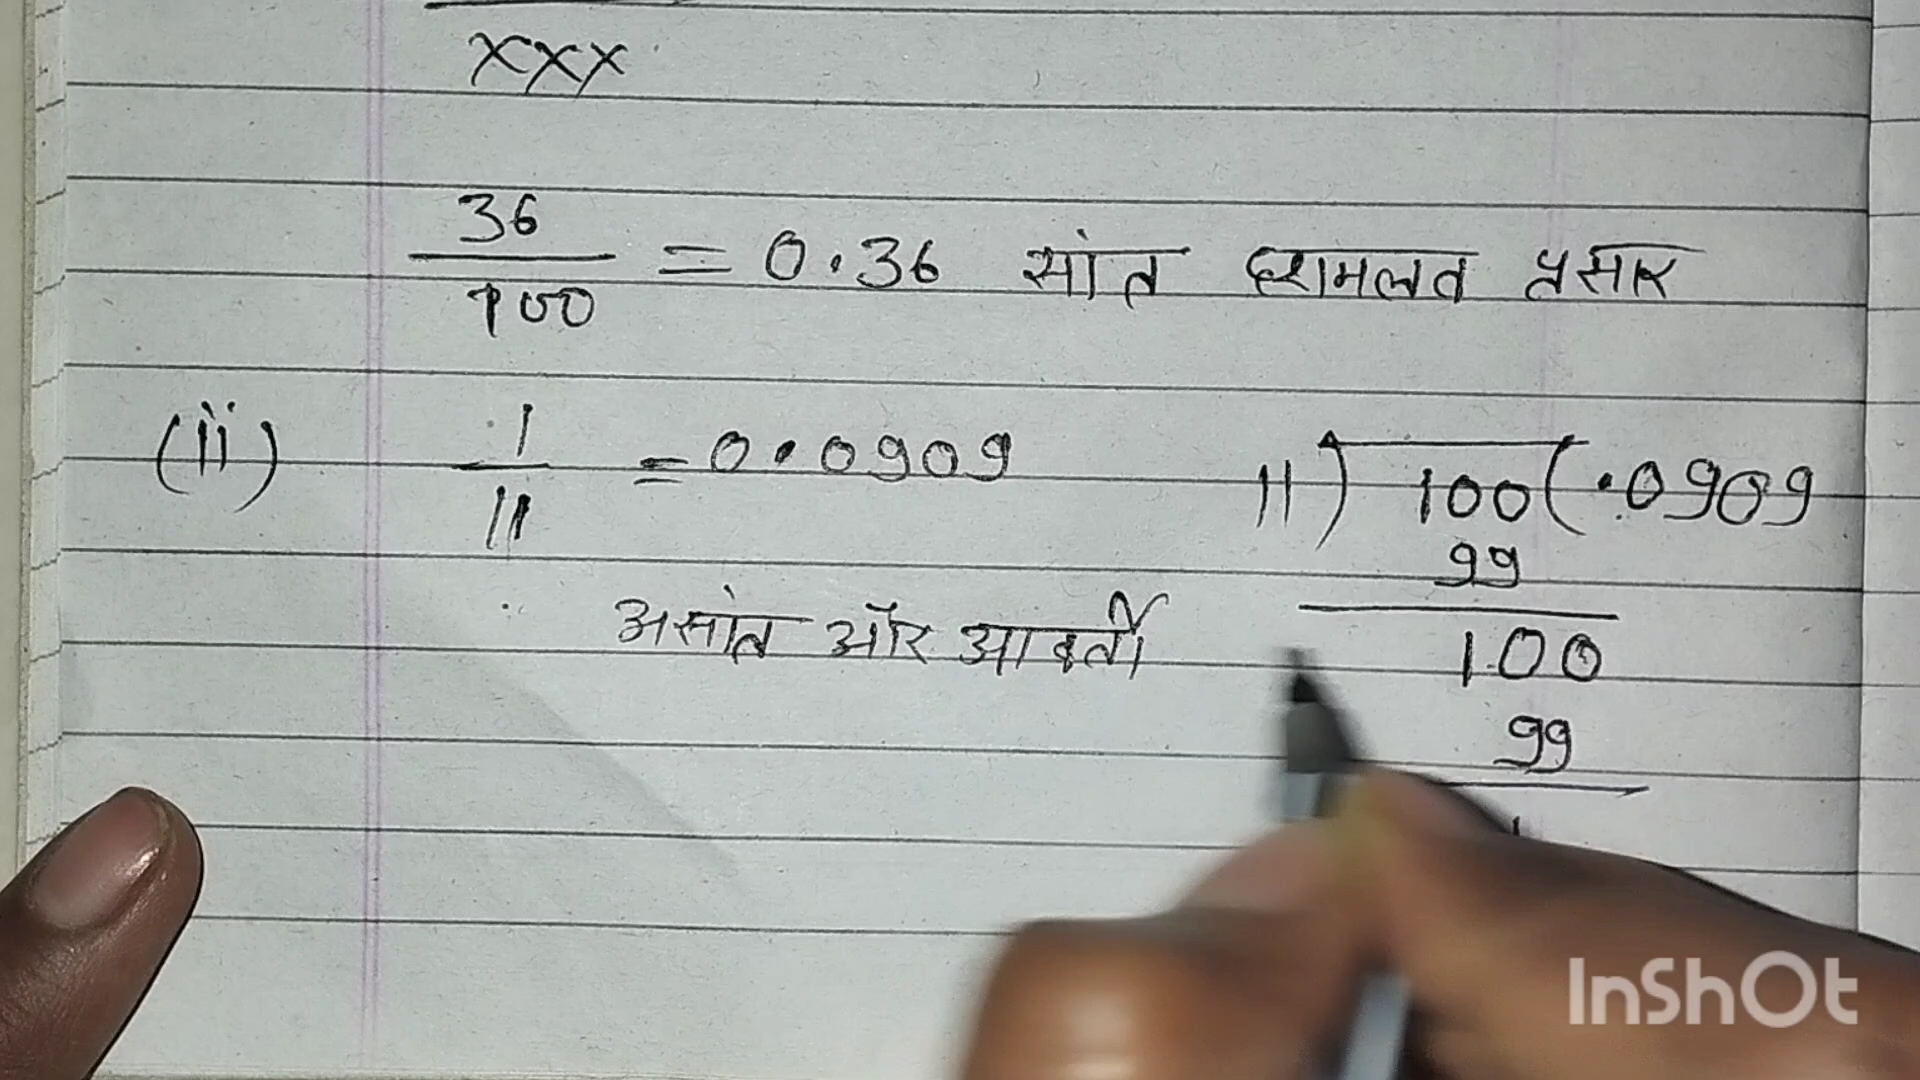 xxx
36/100 = 0.36 सांत दशमलव प्रसार
(ii) 1/11 = 0.0909
असांत और आवर्ती
11) 100 ( .0909
99
100
99
1
InShOt